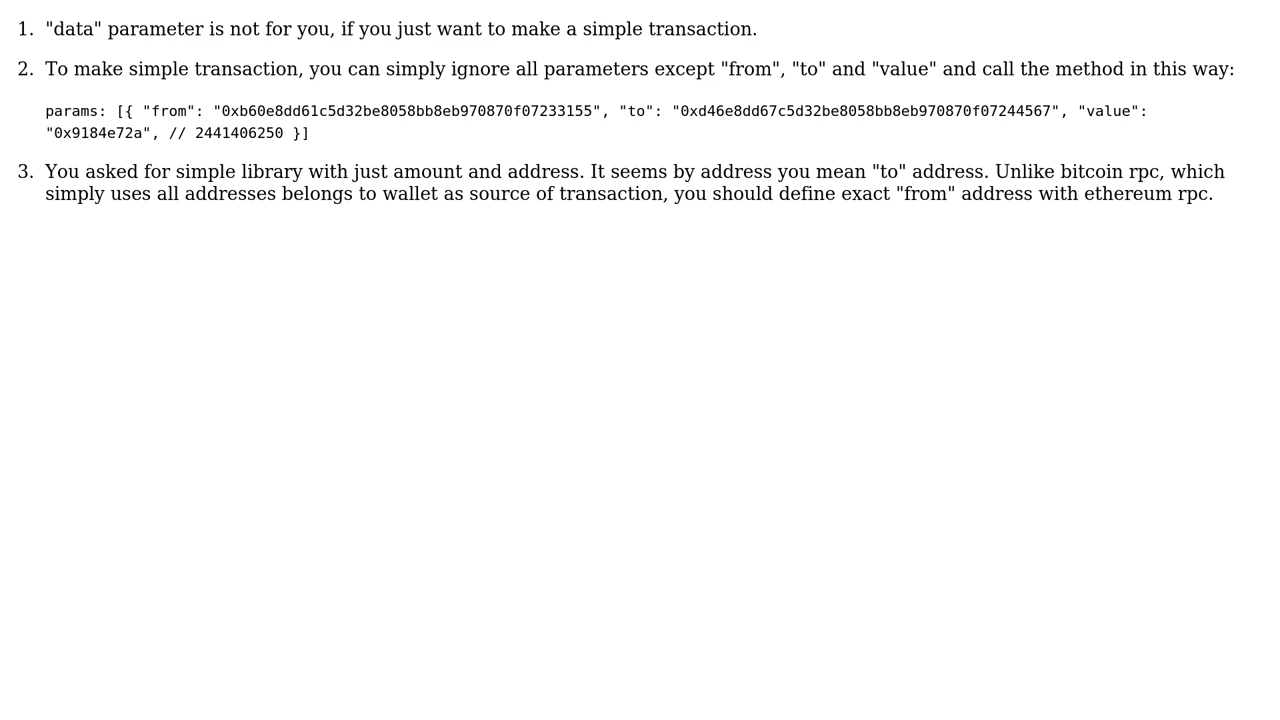 1. "data" parameter is not for you, if you just want to make a simple transaction.
2. To make simple transaction, you can simply ignore all parameters except "from", "to" and "value" and call the method in this way:
params: [{ "from": "0xb60e8dd61c5d32be8058bb8eb970870f07233155", "to": "0xd46e8dd67c5d32be8058bb8eb970870f07244567", "value":
"0x9184e72a", // 2441406250 }]
3. You asked for simple library with just amount and address. It seems by address you mean "to" address. Unlike bitcoin rpc, which
simply uses all addresses belongs to wallet as source of transaction, you should define exact "from" address with ethereum rpc.